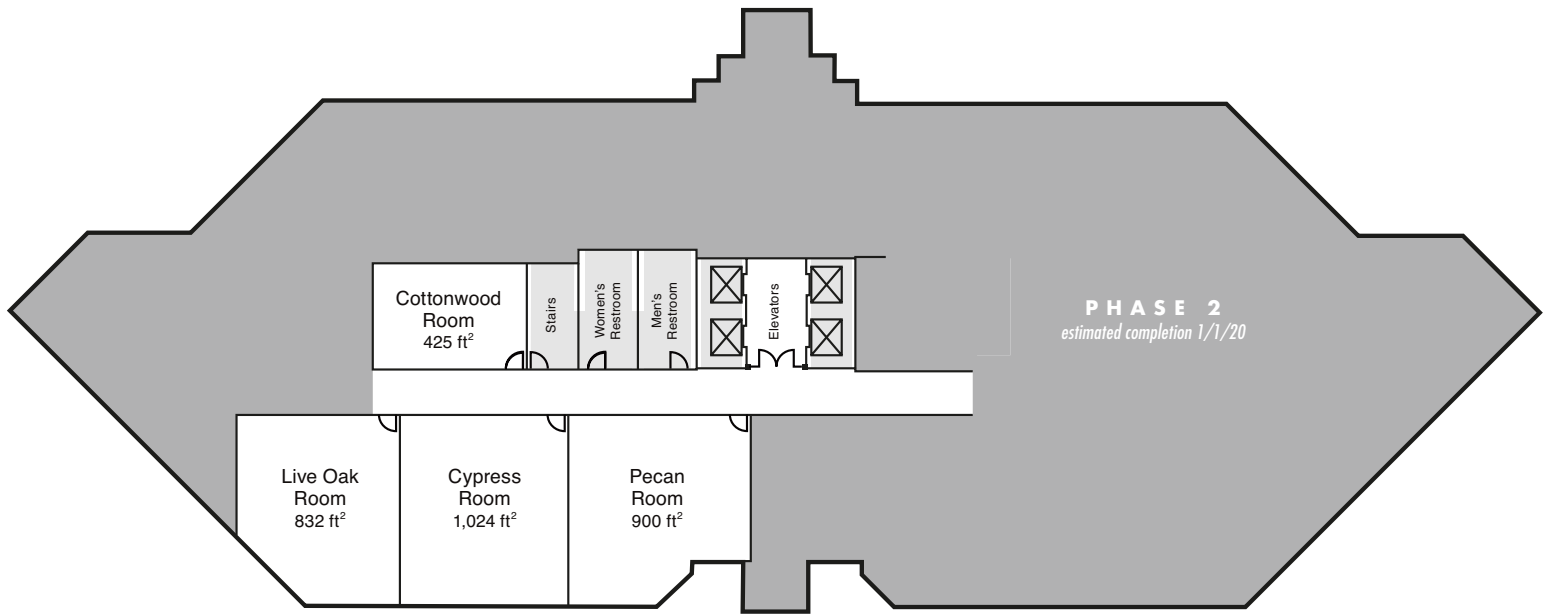 Cottonwood
Room
425 ft²
Stairs
Women's
Restroom
Men's
Restroom
Elevators
PHASE 2
estimated completion 1/1/20
Live Oak
Room
832 ft²
Cypress
Room
1,024 ft²
Pecan
Room
900 ft²